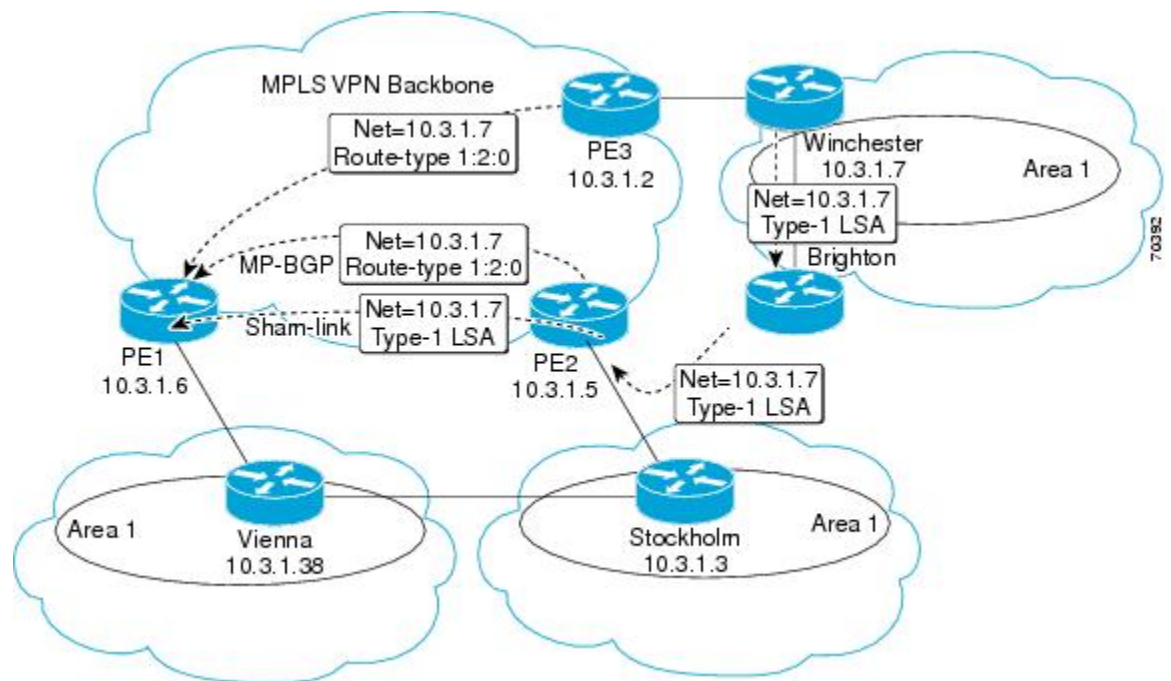 MPLS VPN Backbone
Net=10.3.1.7
Route-type 1:2:0
PE3
10.3.1.2
Winchester
10.3.1.7
Area 1
Net=10.3.1.7
Type-1 LSA
Brighton
70392
MP-BGP
Net=10.3.1.7
Route-type 1:2:0
Sham-link
Net=10.3.1.7
Type-1 LSA
PE1
10.3.1.6
PE2
10.3.1.5
Net=10.3.1.7
Type-1 LSA
Area 1
Vienna
10.3.1.38
Stockholm
10.3.1.3
Area 1